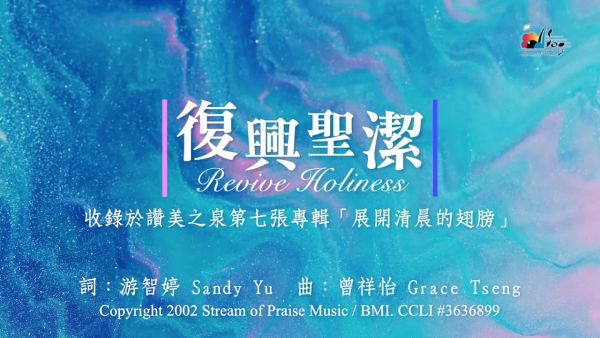 復興聖潔
Revive Holiness
收錄於讚美之泉第七張專輯「展開清晨的翅膀」
詞：游智婷 Sandy Yu 曲：曾祥怡 Grace Tseng
Copyright 2002 Stream of Praise Music / BMI. CCLI #3636899